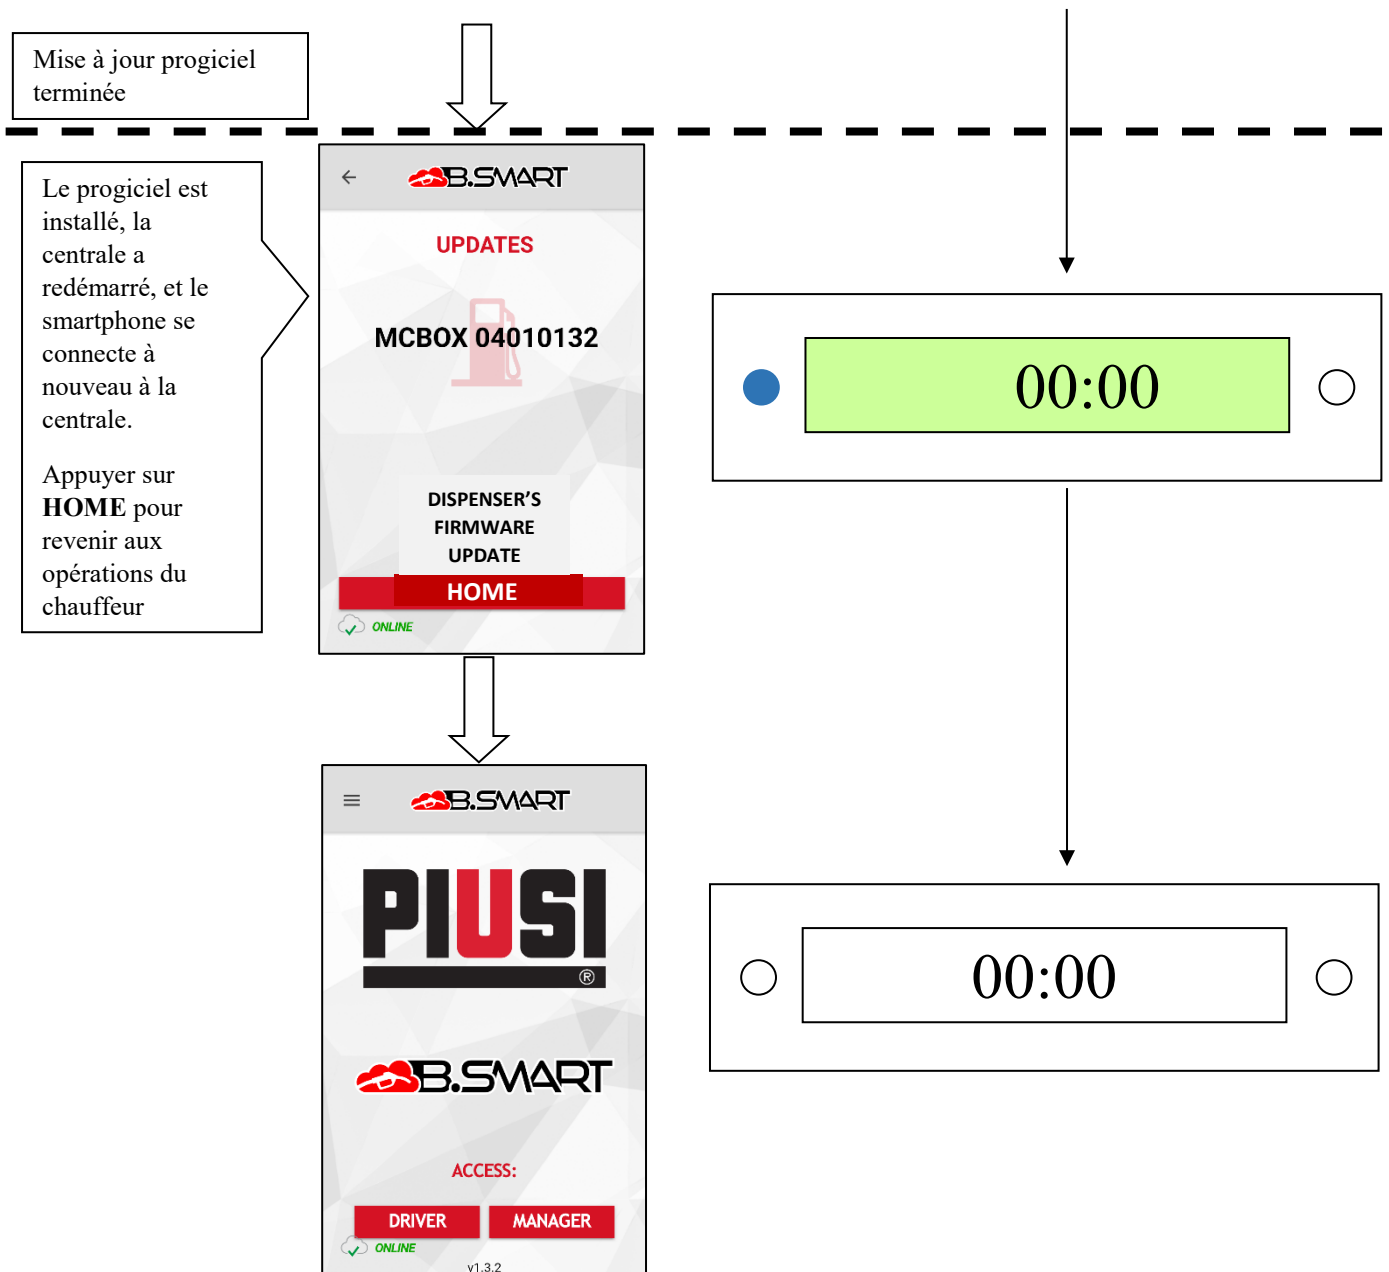 Mise à jour progiciel
terminée
Le progiciel est
installé, la
centrale a
redémarré, et le
smartphone se
connecte à
nouveau à la
centrale.
Appuyer sur
HOME pour
revenir aux
opérations du
chauffeur
B.SMART
UPDATES
MCBOX 04010132
DISPENSER’S
FIRMWARE
UPDATE
HOME
ONLINE
00:00
B.SMART
PIUSI
®
B.SMART
ACCESS:
DRIVER MANAGER
ONLINE
v1.3.2
00:00